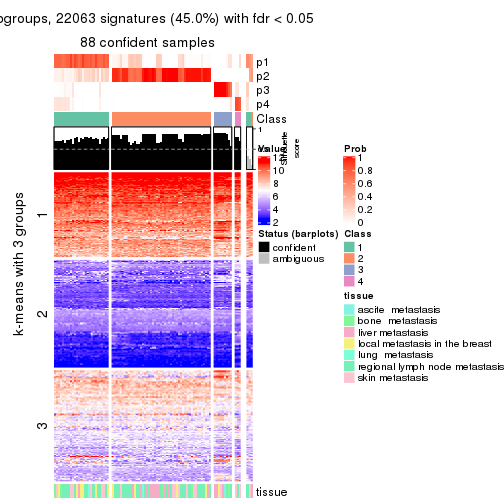 ogroups, 22063 signatures (45.0%) with fdr < 0.05
88 confident samples
p1
p2
p3
p4
Class
1
Silhouette
score
k-means with 3 groups
1
2
3
tissue
Value
12
10
8
6
4
2
Status (barplots)
confident
ambiguous
Prob
1
0.8
0.6
0.4
0.2
0
Class
1
2
3
4
tissue
ascite metastasis
bone metastasis
liver metastasis
local metastasis in the breast
lung metastasis
regional lymph node metastasis
skin metastasis